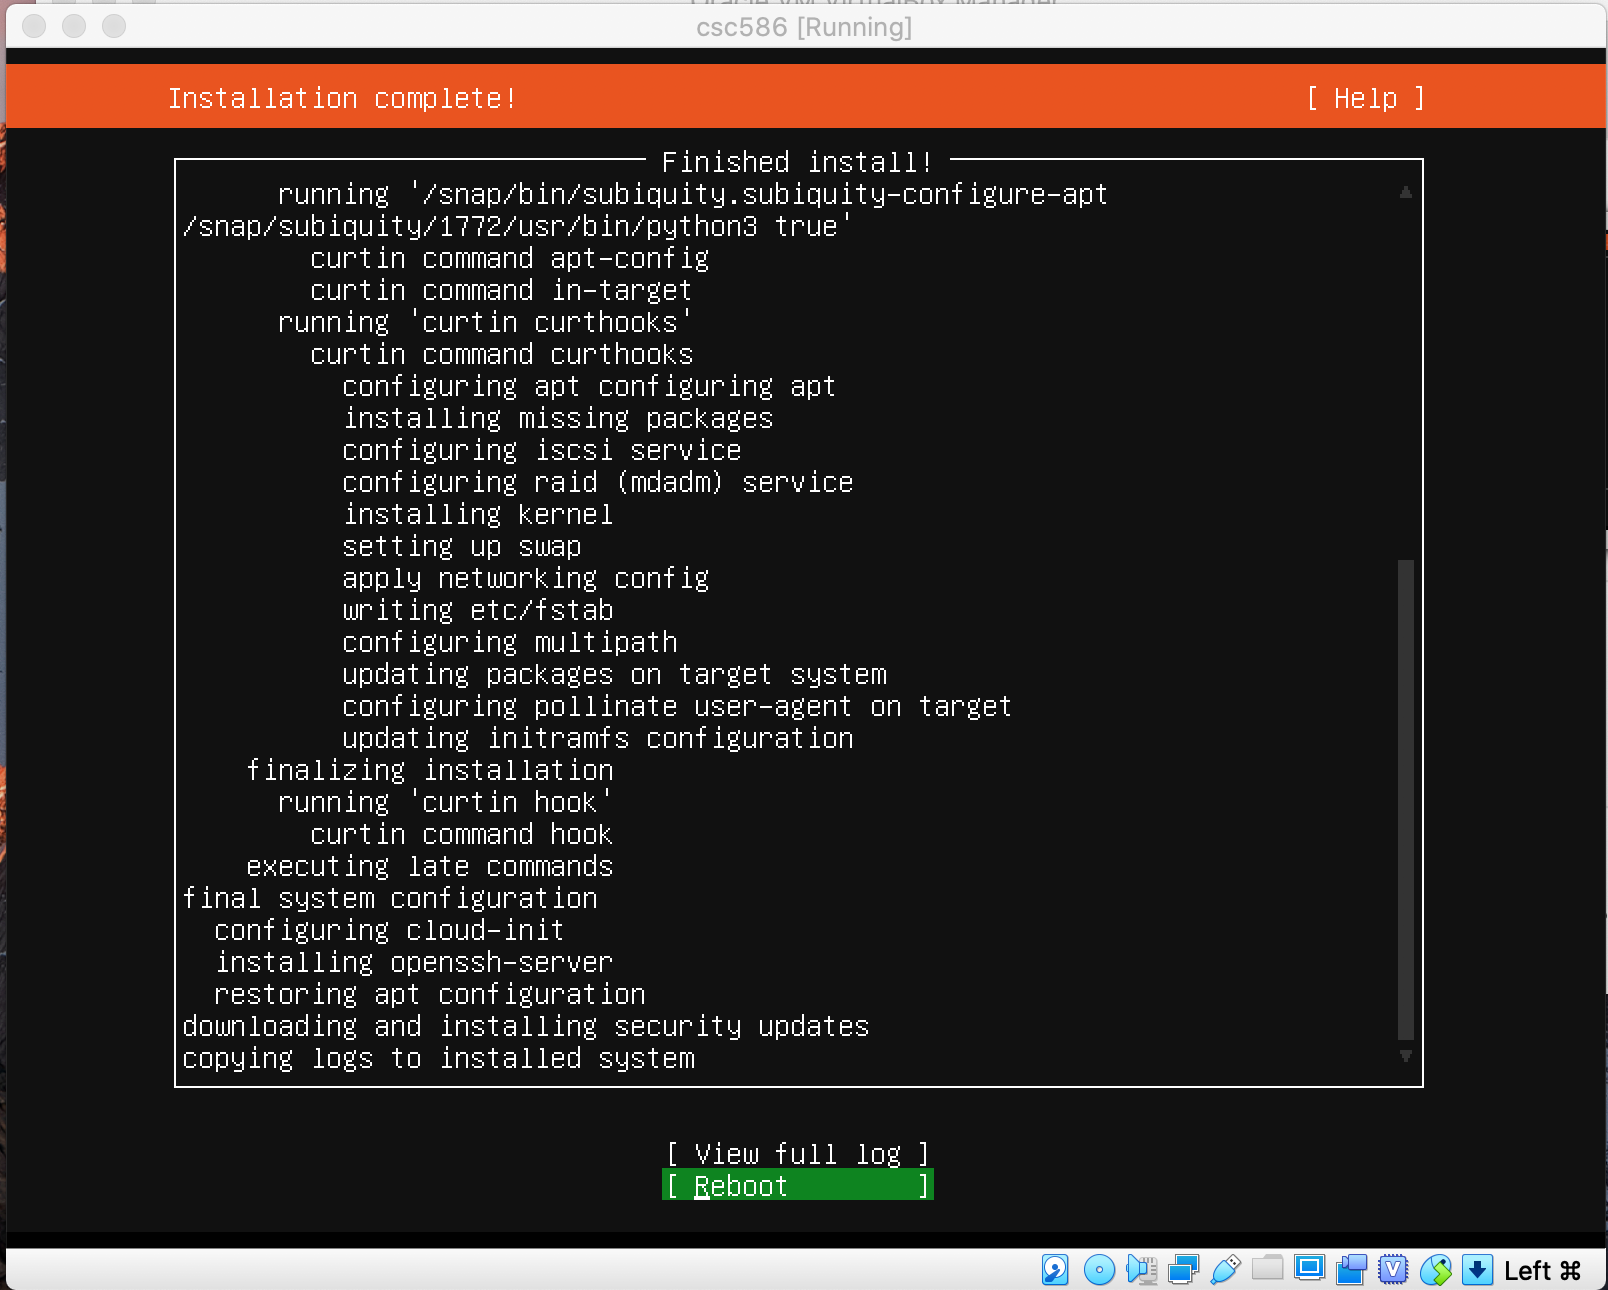 csc586 [Running]
Installation complete! [ Help ]
Finished install!
running '/snap/bin/subiquity.subiquity-configure-apt
/snap/subiquity/1772/usr/bin/python3 true'
curtin command apt-config
curtin command in-target
running 'curtin curthooks'
curtin command curthooks
configuring apt configuring apt
installing missing packages
configuring iscsi service
configuring raid (mdadm) service
installing kernel
setting up swap
apply networking config
writing etc/fstab
configuring multipath
updating packages on target system
configuring pollinate user-agent on target
updating initramfs configuration
finalizing installation
running 'curtin hook'
curtin command hook
executing late commands
final system configuration
configuring cloud-init
installing openssh-server
restoring apt configuration
downloading and installing security updates
copying logs to installed system
[ View full log ]
[ Reboot ]
Left ⌘